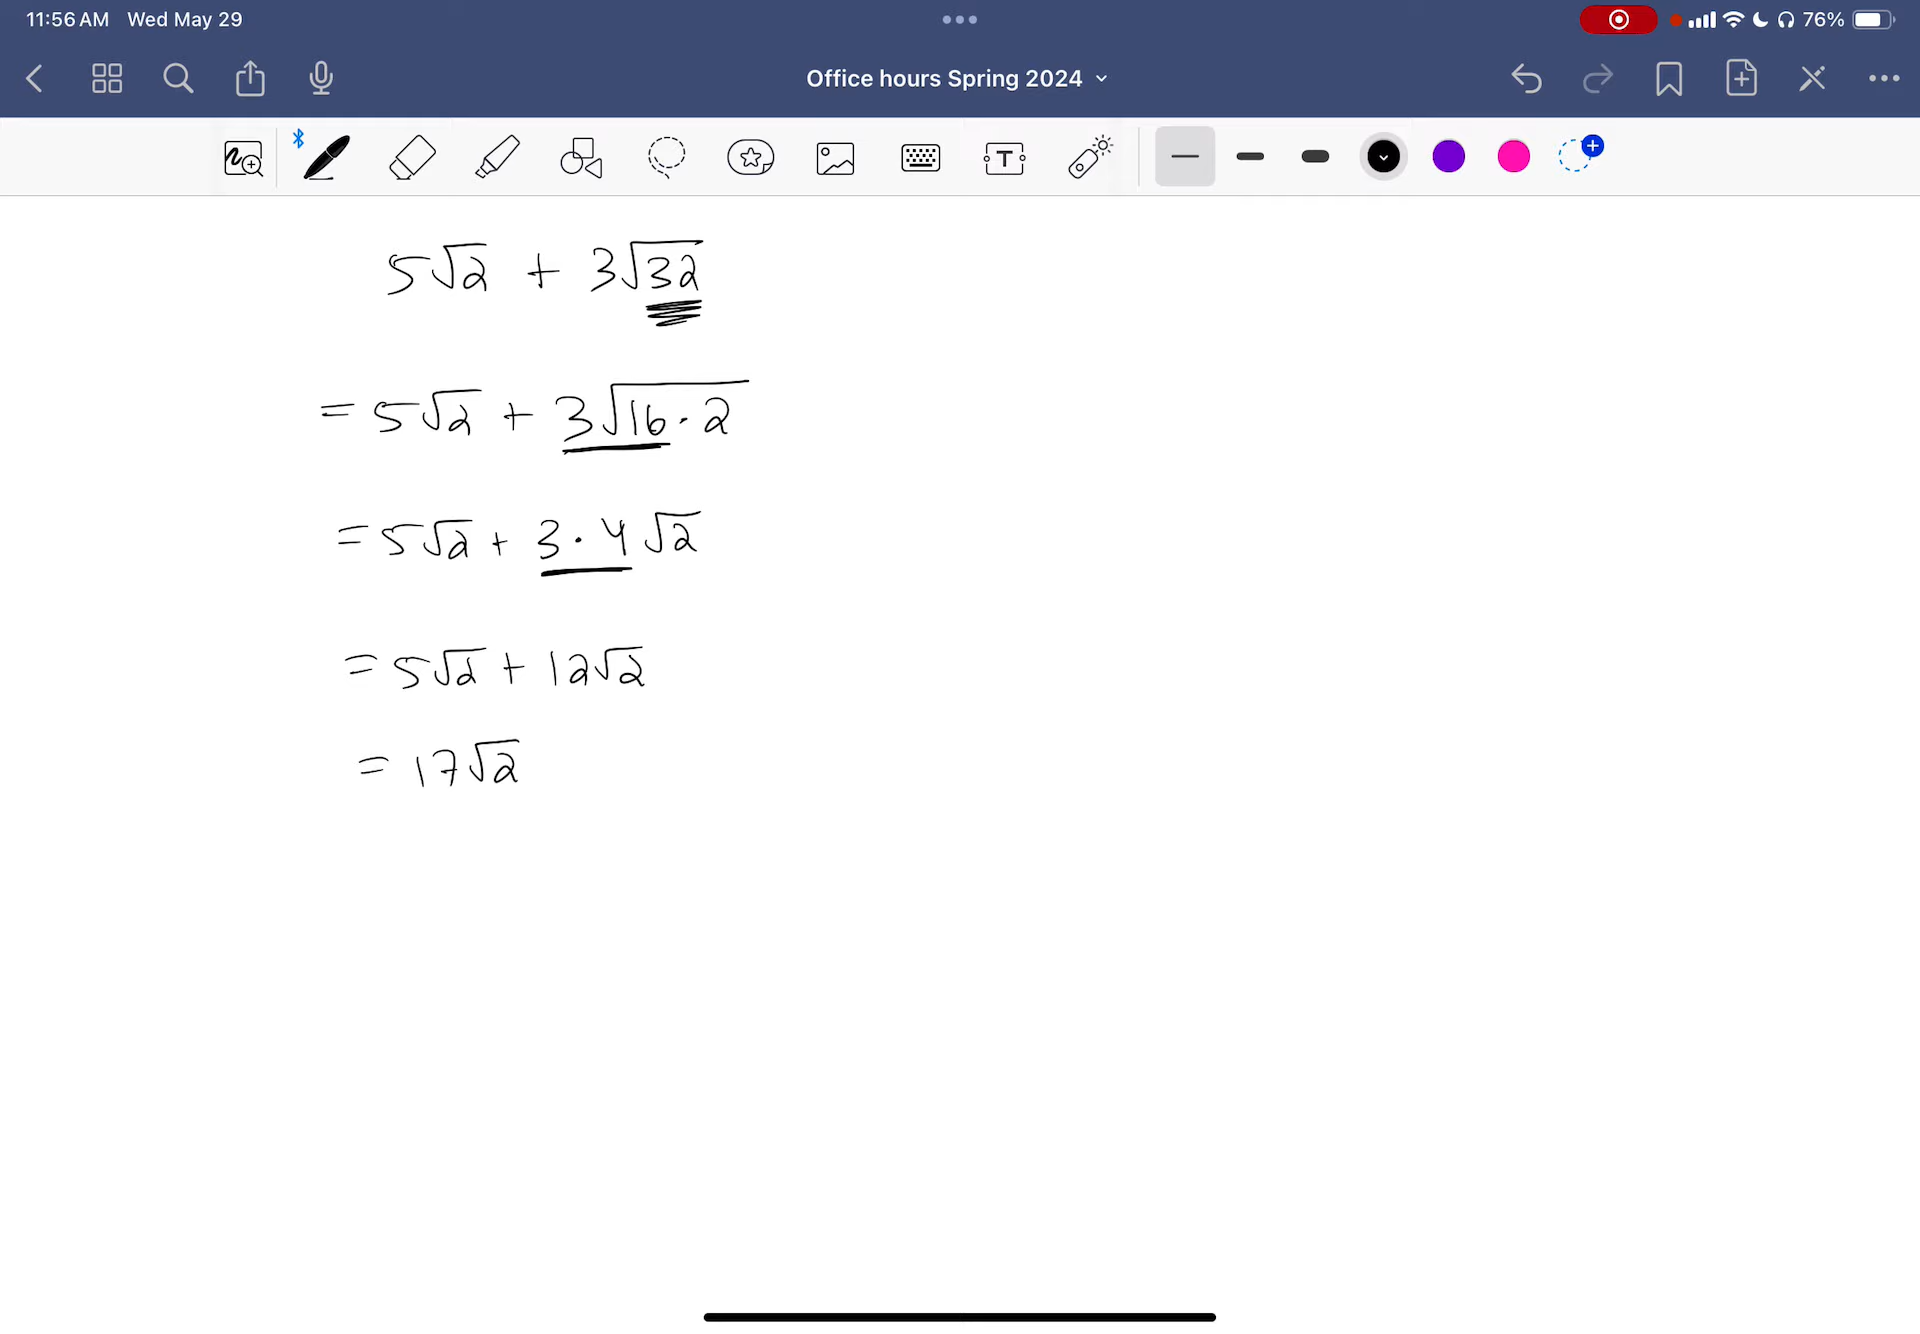 11:56 AM Wed May 29 76%
Office hours Spring 2024
T
5√2 + 3√32
= 5√2 + 3√16·2
= 5√2 + 3·4√2
= 5√2 + 12√2
= 17√2